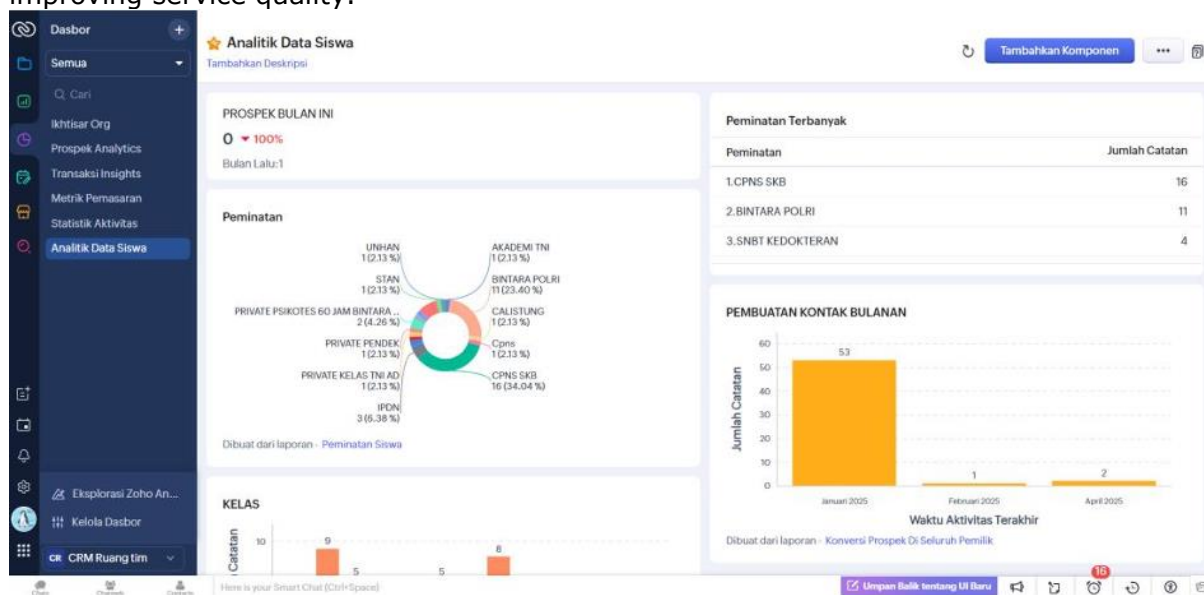 improving service quality.
Dasbor
Semua
Cari
Ikhtisar Org
Prospek Analytics
Transaksi Insights
Metrik Pemasaran
Statistik Aktivitas
Analitik Data Siswa
Eksplorasi Zoho An...
Kelola Dasbor
CR CRM Ruang tim
Analitik Data Siswa
Tambahkan Deskripsi
Tambahkan Komponen
PROSPEK BULAN INI
0 100%
Bulan Lalu:1
Peminatan
UNHAN
1 (2.13 %)
STAN
1 (2.13 %)
PRIVATE PSIKOTES 60 JAM BINTARA ..
2 (4.26 %)
PRIVATE PENDEK
1 (2.13 %)
PRIVATE KELAS TNI AD
1 (2.13 %)
IPDN
3 (6.38 %)
AKADEMI TNI
1 (2.13 %)
BINTARA POLRI
11 (23.40 %)
CALISTUNG
1 (2.13 %)
Cpns
1 (2.13 %)
CPNS SKB
16 (34.04 %)
Dibuat dari laporan - Peminatan Siswa
KELAS
Catatan
10
9
5
5
8
Peminatan Terbanyak
Peminatan Jumlah Catatan
1.CPNS SKB 16
2.BINTARA POLRI 11
3.SNBT KEDOKTERAN 4
PEMBUATAN KONTAK BULANAN
Jumlah Catatan
60
50
40
30
20
10
0
53
1
2
Januari 2025
Februari 2025
April 2025
Waktu Aktivitas Terakhir
Dibuat dari laporan - Konversi Prospek Di Seluruh Pemilik
Chats
Channels
Contacts
Here is your Smart Chat (Ctrl+Space)
Umpan Balik tentang UI Baru
16